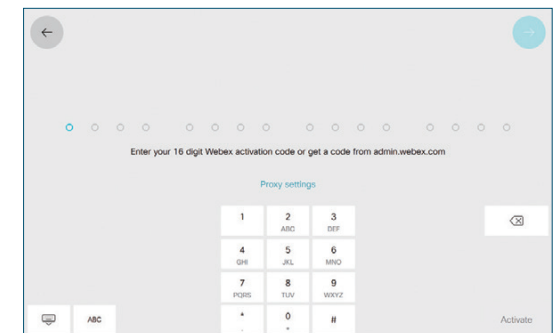 Enter your 16 digit Webex activation code or get a code from admin.webex.com
Proxy settings
1 2 3
ABC DEF
4 5 6
GHI JKL MNO
7 8 9
PQRS TUV WXYZ
* 0 #
. +
ABC
Activate